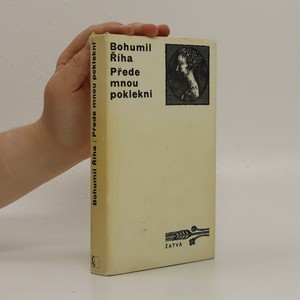 Bohumil
Říha
Přede
mnou
poklekni
ŽATVA
Bohumil Říha / Přede mnou poklekni